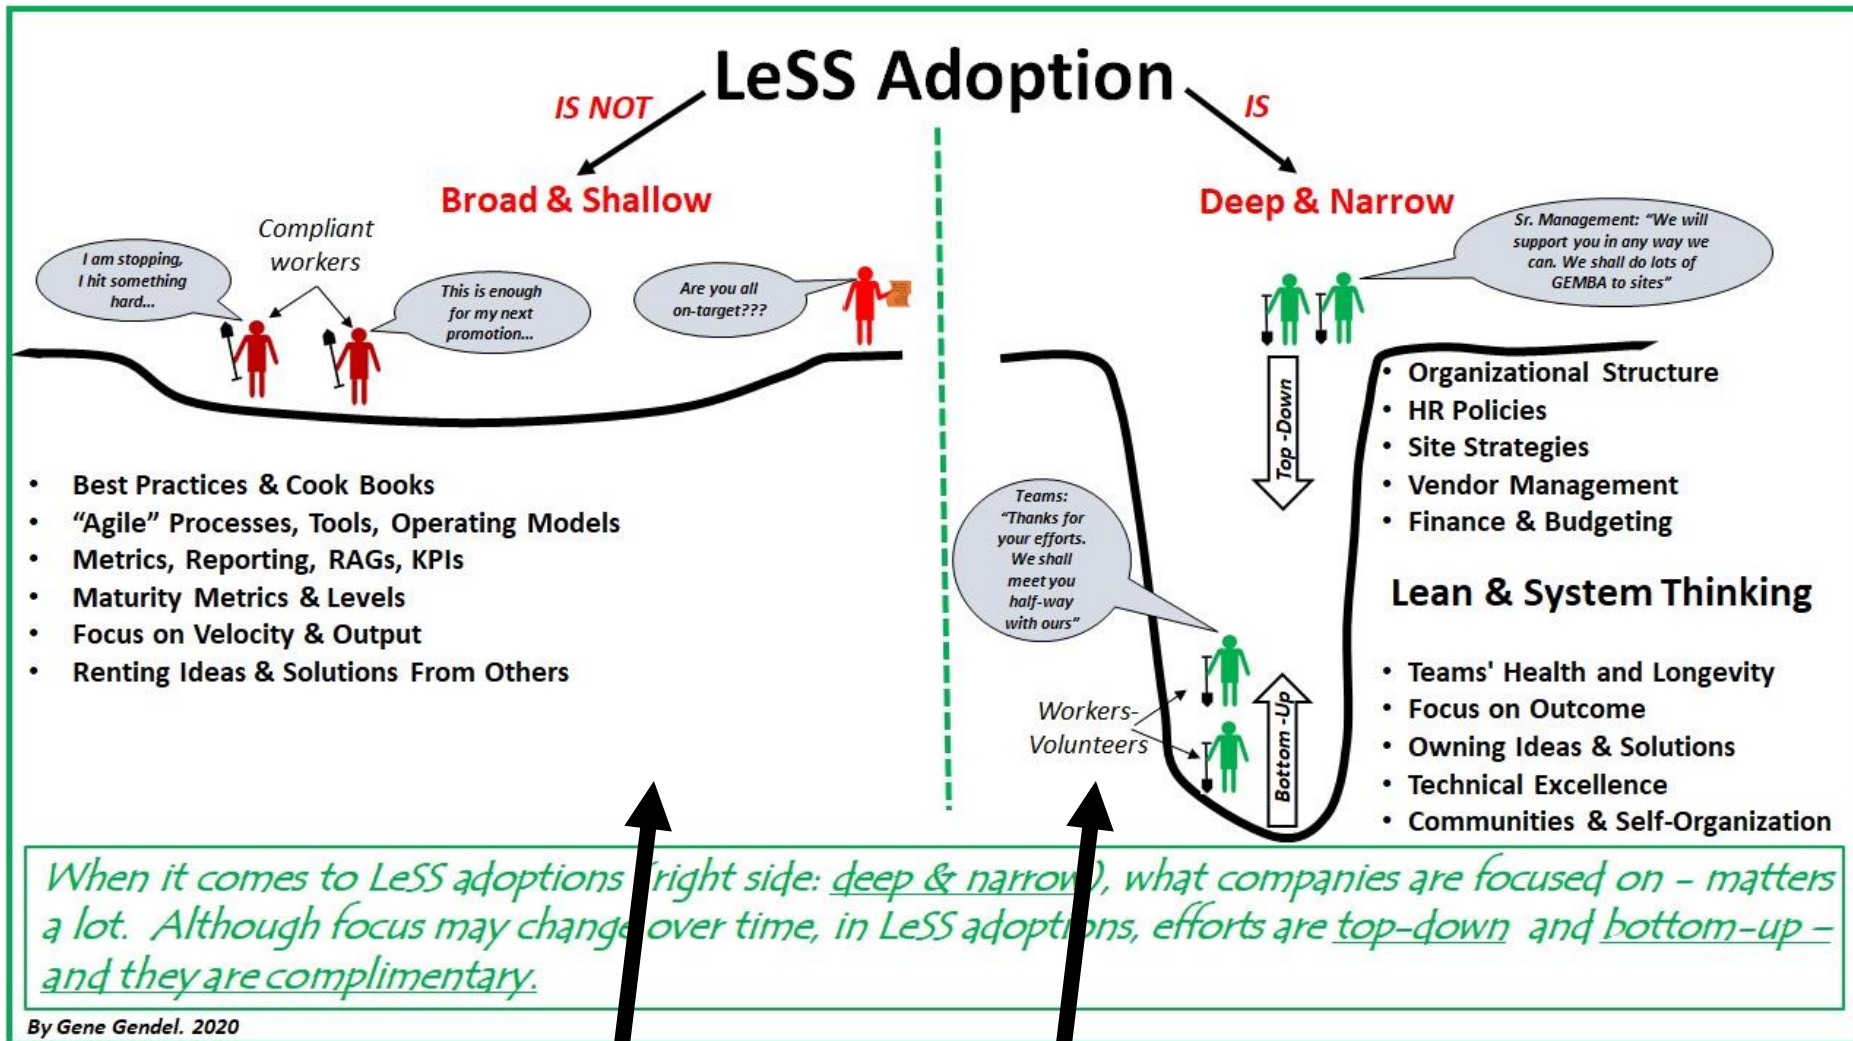 LeSS Adoption
IS NOT
IS
Broad & Shallow
Compliant
workers
I am stopping,
I hit something
hard...
This is enough
for my next
promotion...
Are you all
on-target???
• Best Practices & Cook Books
• “Agile” Processes, Tools, Operating Models
• Metrics, Reporting, RAGs, KPIs
• Maturity Metrics & Levels
• Focus on Velocity & Output
• Renting Ideas & Solutions From Others
Deep & Narrow
Sr. Management: “We will
support you in any way we
can. We shall do lots of
GEMBA to sites”
Top -Down
• Organizational Structure
• HR Policies
• Site Strategies
• Vendor Management
• Finance & Budgeting
Teams:
“Thanks for
your efforts.
We shall
meet you
half-way
with ours”
Lean & System Thinking
Workers-
Volunteers
Bottom -Up
• Teams' Health and Longevity
• Focus on Outcome
• Owning Ideas & Solutions
• Technical Excellence
• Communities & Self-Organization
When it comes to LeSS adoptions (right side: deep & narrow), what companies are focused on – matters
a lot. Although focus may change over time, in LeSS adoptions, efforts are top-down and bottom-up –
and they are complimentary.
By Gene Gendel. 2020